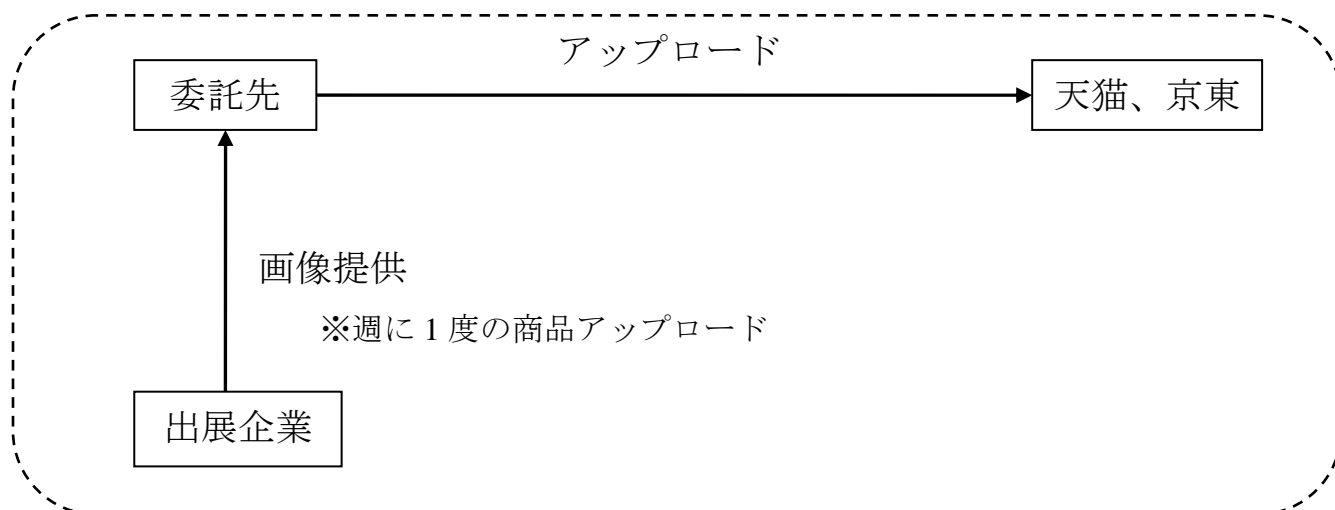 アップロード
委託先
天猫、京東
画像提供
※週に1度の商品アップロード
出展企業